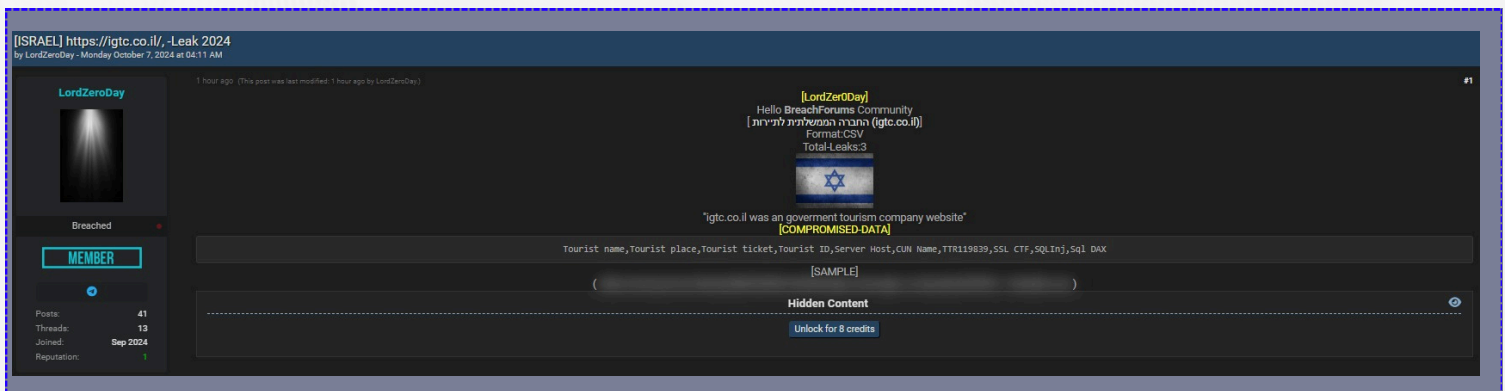 [ISRAEL] https://igtc.co.il/, -Leak 2024
by LordZeroDay - Monday October 7, 2024 at 04:11 AM
LordZeroDay
Breached
MEMBER
Posts: 41
Threads: 13
Joined: Sep 2024
Reputation: 1
1 hour ago (This post was last modified: 1 hour ago by LordZeroDay.)
#1
[LordZer0Day]
Hello BreachForums Community
[ החברה הממשלתית לתיירות (igtc.co.il)]
Format:CSV
Total-Leaks:3
"igtc.co.il was an goverment tourism company website"
[COMPROMISED-DATA]
Tourist name,Tourist place,Tourist ticket,Tourist ID,Server Host,CUN Name,TTR119839,SSL CTF,SQLInj,Sql DAX
[SAMPLE]
( )
Hidden Content
Unlock for 8 credits